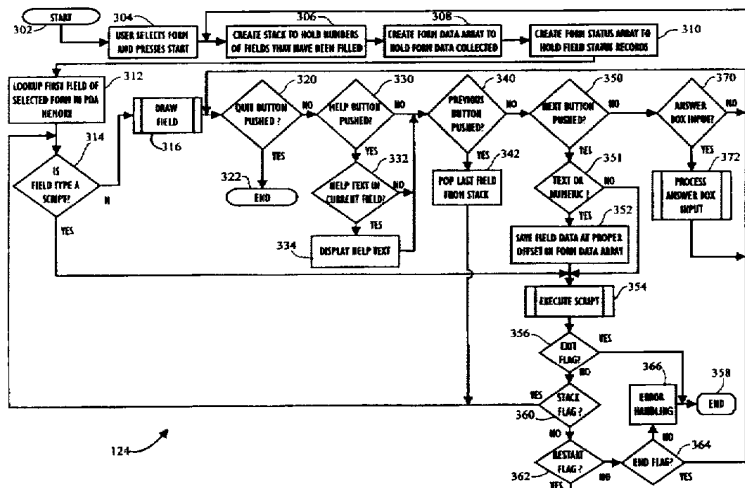 START
302
304
USER SELECTS FORM
AND PRESSES START
306
CREATE STACK TO HOLD NUMBERS
OF FIELDS THAT HAVE BEEN FILLED
308
CREATE FORM DATA ARRAY TO
HOLD FORM DATA COLLECTED
CREATE FORM STATUS ARRAY TO
HOLD FIELD STATUS RECORDS
310
LOOKUP FIRST FIELD OF
SELECTED FORM IN PDA
MEMORY
312
314
IS
FIELD TYPE A
SCRIPT?
N
YES
DRAW
FIELD
316
320
QUIT BUTTON
PUSHED?
NO
YES
322
END
330
HELP BUTTON
PUSHED?
NO
YES
332
HELP TEXT IN
CURRENT FIELD?
NO
YES
334
DISPLAY HELP TEXT
340
PREVIOUS
BUTTON
PUSHED?
NO
YES
342
POP LAST FIELD
FROM STACK
350
NEXT BUTTON
PUSHED?
NO
YES
351
TEXT OR
NUMERIC
NO
YES
352
SAVE FIELD DATA AT PROPER
OFFSET ON FORM DATA ARRAY
370
ANSWER
BOX INPUT?
NO
YES
372
PROCESS
ANSWER BOX
INPUT
EXECUTE SCRIPT
354
356
EXIT
FLAG?
YES
NO
358
END
YES
STACK
FLAG?
360
NO
366
ERROR
HANDLING
NO
RESTART
FLAG?
362
NO
YES
END FLAG?
364
YES
124